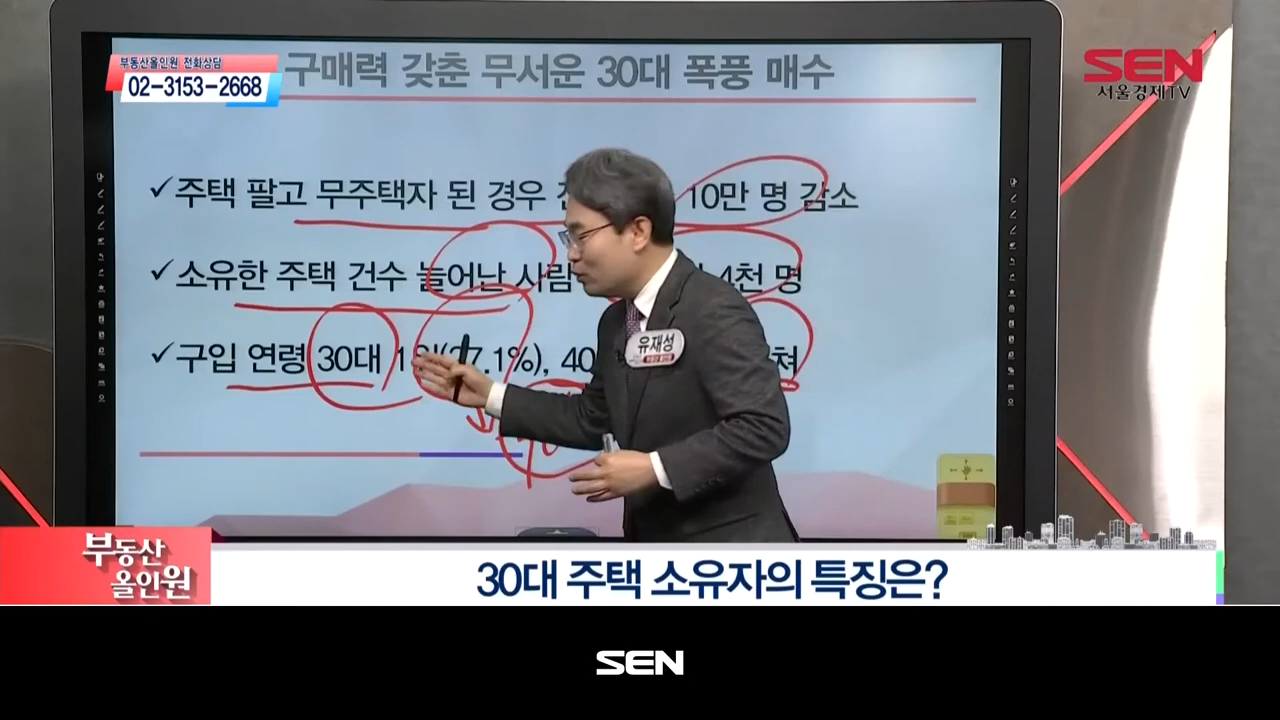 부동산올인원 전화상담
02-3153-2668
구매력 갖춘 무서운 30대 폭풍 매수
SEN
서울경제TV
✓주택 팔고 무주택자 된 경우 10만 명 감소
✓소유한 주택 건수 늘어난 사람 4천 명
✓구입 연령 30대 1위(27.1%), 40
유재성
부동산
올인원
30대 주택 소유자의 특징은?
SEN